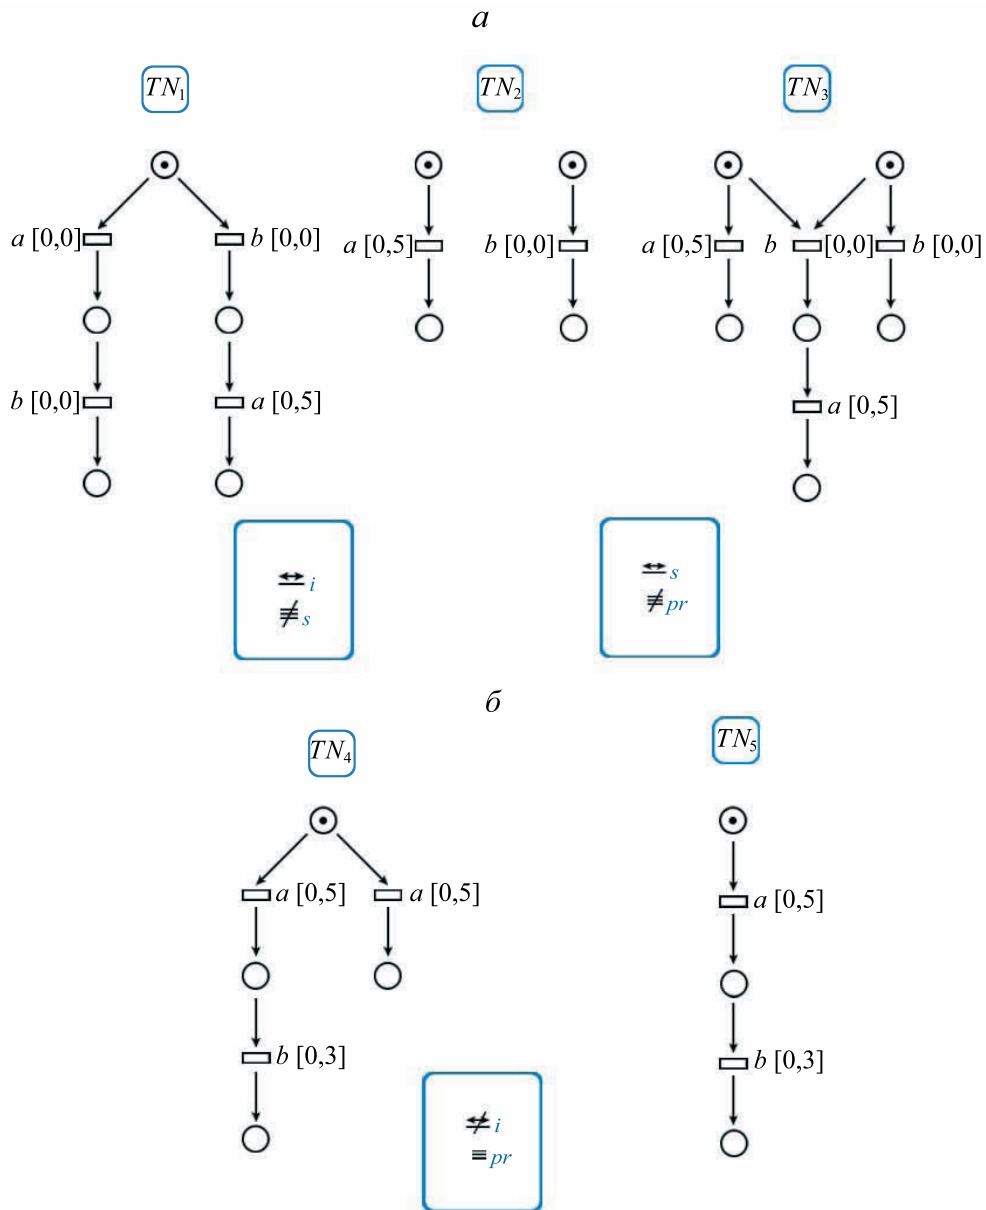 а
TN₁ TN₂ TN₃
a [0,0] b [0,0] a [0,5] b [0,0] a [0,5] b [0,0] b [0,0]
b [0,0] a [0,5] a [0,5]
↔ i
≢ s
↔ s
≢ pr
б
TN₄ TN₅
a [0,5] a [0,5] a [0,5]
b [0,3] b [0,3]
↮ i
≡ pr